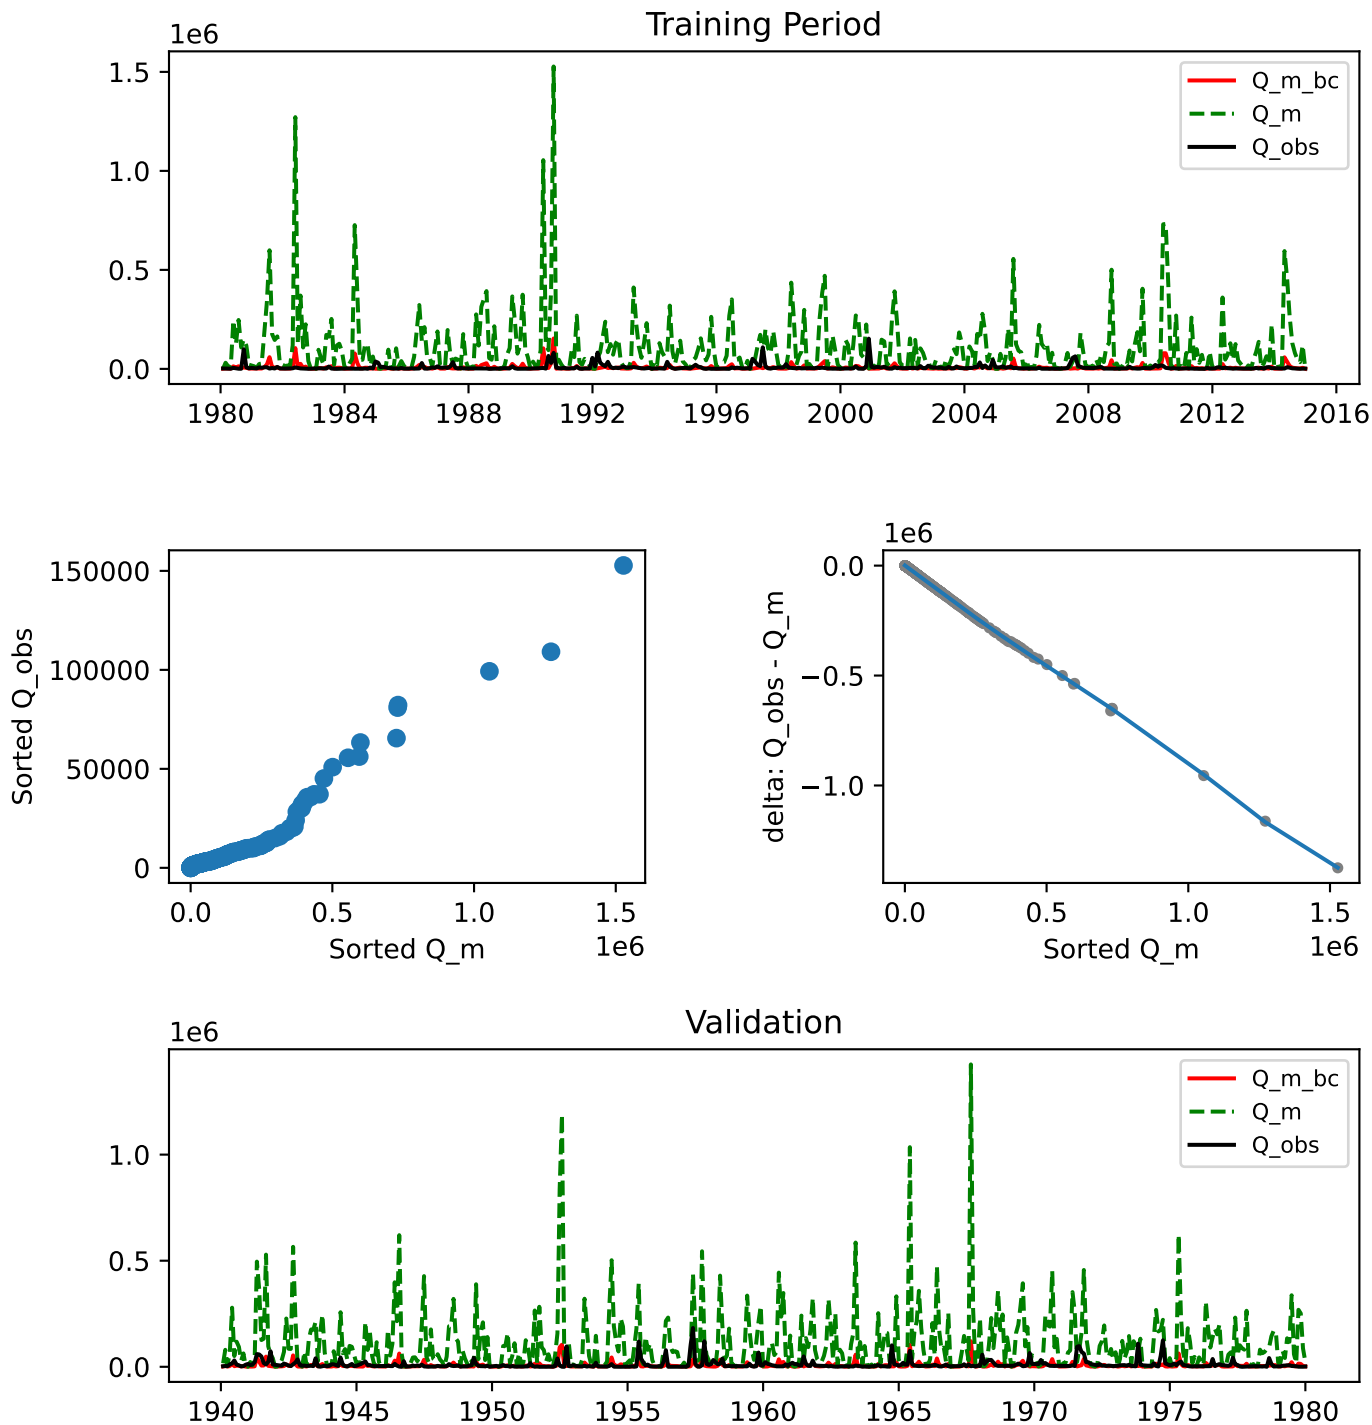 Training Period
1e6
1.5
1.0
0.5
0.0
Q_m_bc
Q_m
Q_obs
1980 1984 1988 1992 1996 2000 2004 2008 2012 2016
Sorted Q_obs
150000
100000
50000
0
0.0 0.5 1.0 1.5
Sorted Q_m 1e6
1e6
delta: Q_obs - Q_m
0.0
−0.5
−1.0
0.0 0.5 1.0 1.5
Sorted Q_m 1e6
Validation
1e6
1.0
0.5
0.0
Q_m_bc
Q_m
Q_obs
1940 1945 1950 1955 1960 1965 1970 1975 1980